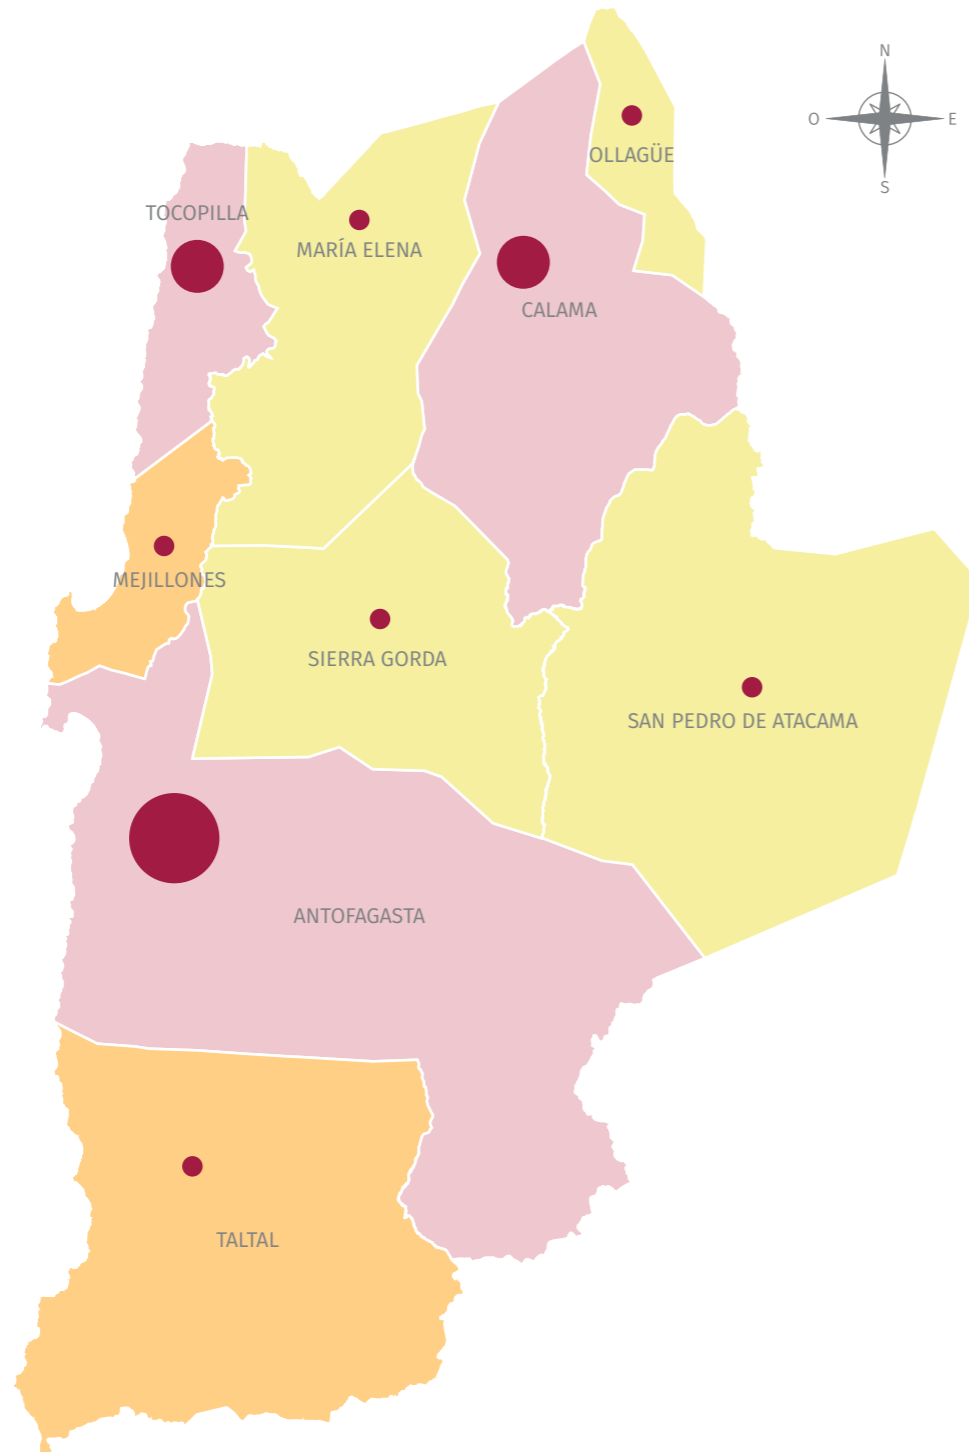 N
O
E
S
OLLAGÜE
TOCOPILLA
MARÍA ELENA
CALAMA
MEJILLONES
SIERRA GORDA
SAN PEDRO DE ATACAMA
ANTOFAGASTA
TALTAL